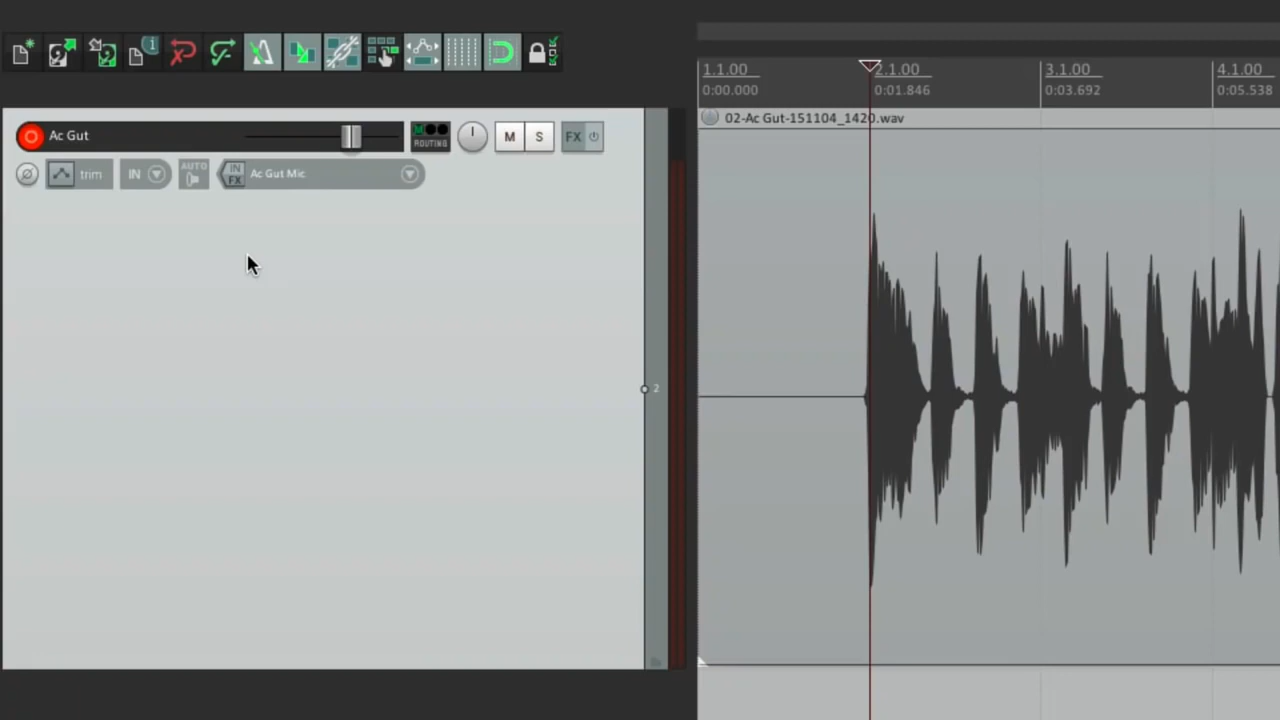 1.1.00 2.1.00 3.1.00 4.1.00
0:00.000 0:01.846 0:03.692 0:05.538
02-Ac Gut-151104_1420.wav
Ac Gut ROUTING M S FX
trim IN AUTO IN FX Ac Gut Mic
2